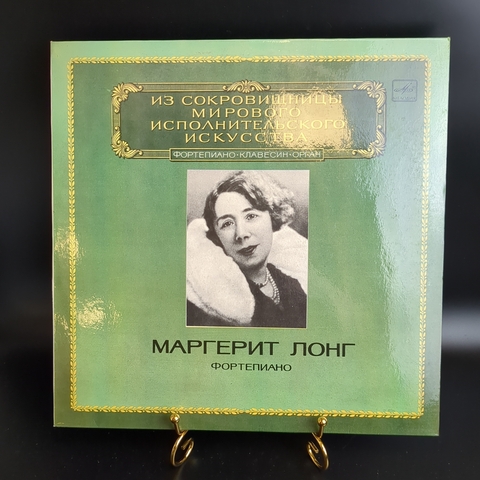 ИЗ СОКРОВИЩНИЦЫ
МИРОВОГО
ИСПОЛНИТЕЛЬСКОГО
ИСКУССТВА
ФОРТЕПИАНО•КЛАВЕСИН•ОРГАН
МАРГЕРИТ ЛОНГ
ФОРТЕПИАНО